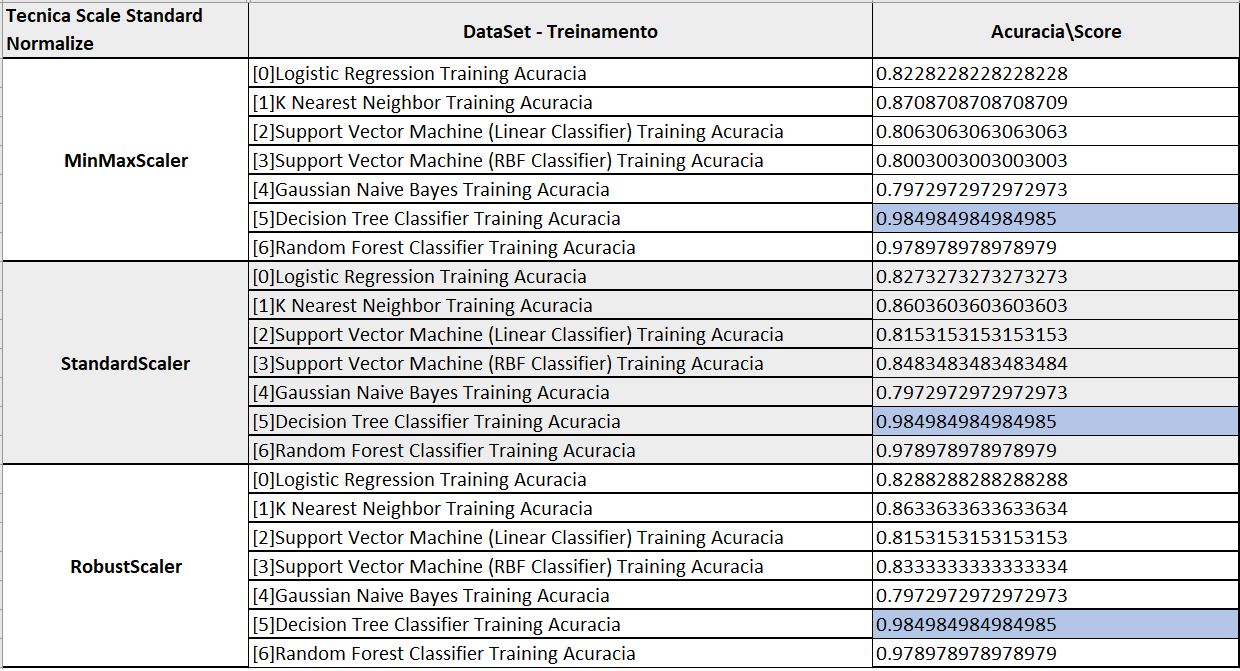 Tecnica Scale Standard
Normalize
DataSet - Treinamento
Acuracia\Score
MinMaxScaler
[0]Logistic Regression Training Acuracia 0.8228228228228228
[1]K Nearest Neighbor Training Acuracia 0.8708708708708709
[2]Support Vector Machine (Linear Classifier) Training Acuracia 0.8063063063063063
[3]Support Vector Machine (RBF Classifier) Training Acuracia 0.8003003003003003
[4]Gaussian Naive Bayes Training Acuracia 0.7972972972972973
[5]Decision Tree Classifier Training Acuracia 0.984984984984985
[6]Random Forest Classifier Training Acuracia 0.978978978978979
StandardScaler
[0]Logistic Regression Training Acuracia 0.8273273273273273
[1]K Nearest Neighbor Training Acuracia 0.8603603603603603
[2]Support Vector Machine (Linear Classifier) Training Acuracia 0.8153153153153153
[3]Support Vector Machine (RBF Classifier) Training Acuracia 0.8483483483483484
[4]Gaussian Naive Bayes Training Acuracia 0.7972972972972973
[5]Decision Tree Classifier Training Acuracia 0.984984984984985
[6]Random Forest Classifier Training Acuracia 0.978978978978979
RobustScaler
[0]Logistic Regression Training Acuracia 0.8288288288288288
[1]K Nearest Neighbor Training Acuracia 0.8633633633633634
[2]Support Vector Machine (Linear Classifier) Training Acuracia 0.8153153153153153
[3]Support Vector Machine (RBF Classifier) Training Acuracia 0.8333333333333334
[4]Gaussian Naive Bayes Training Acuracia 0.7972972972972973
[5]Decision Tree Classifier Training Acuracia 0.984984984984985
[6]Random Forest Classifier Training Acuracia 0.978978978978979